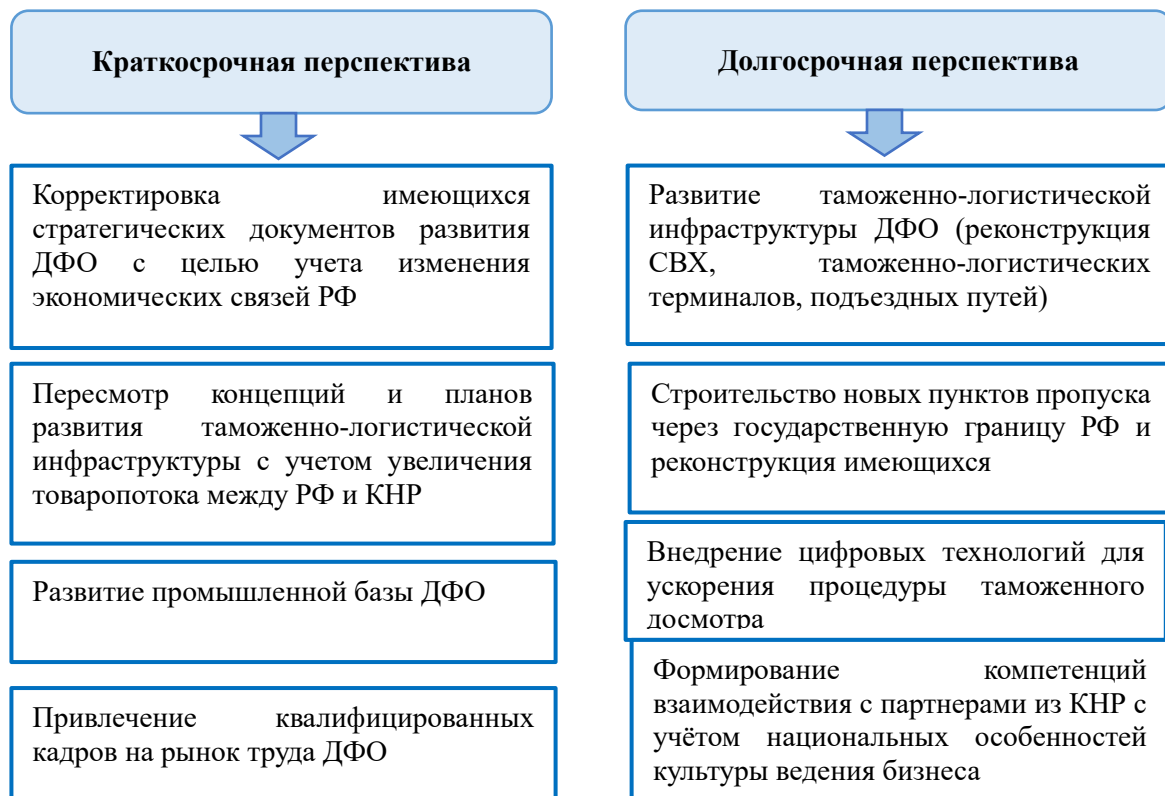 Краткосрочная перспектива
Корректировка имеющихся
стратегических документов развития
ДФО с целью учета изменения
экономических связей РФ
Пересмотр концепций и планов
развития таможенно-логистической
инфраструктуры с учетом увеличения
товаропотока между РФ и КНР
Развитие промышленной базы ДФО
Привлечение квалифицированных
кадров на рынок труда ДФО
Долгосрочная перспектива
Развитие таможенно-логистической
инфраструктуры ДФО (реконструкция
СВХ, таможенно-логистических
терминалов, подъездных путей)
Строительство новых пунктов пропуска
через государственную границу РФ и
реконструкция имеющихся
Внедрение цифровых технологий для
ускорения процедуры таможенного
досмотра
Формирование компетенций
взаимодействия с партнерами из КНР с
учётом национальных особенностей
культуры ведения бизнеса